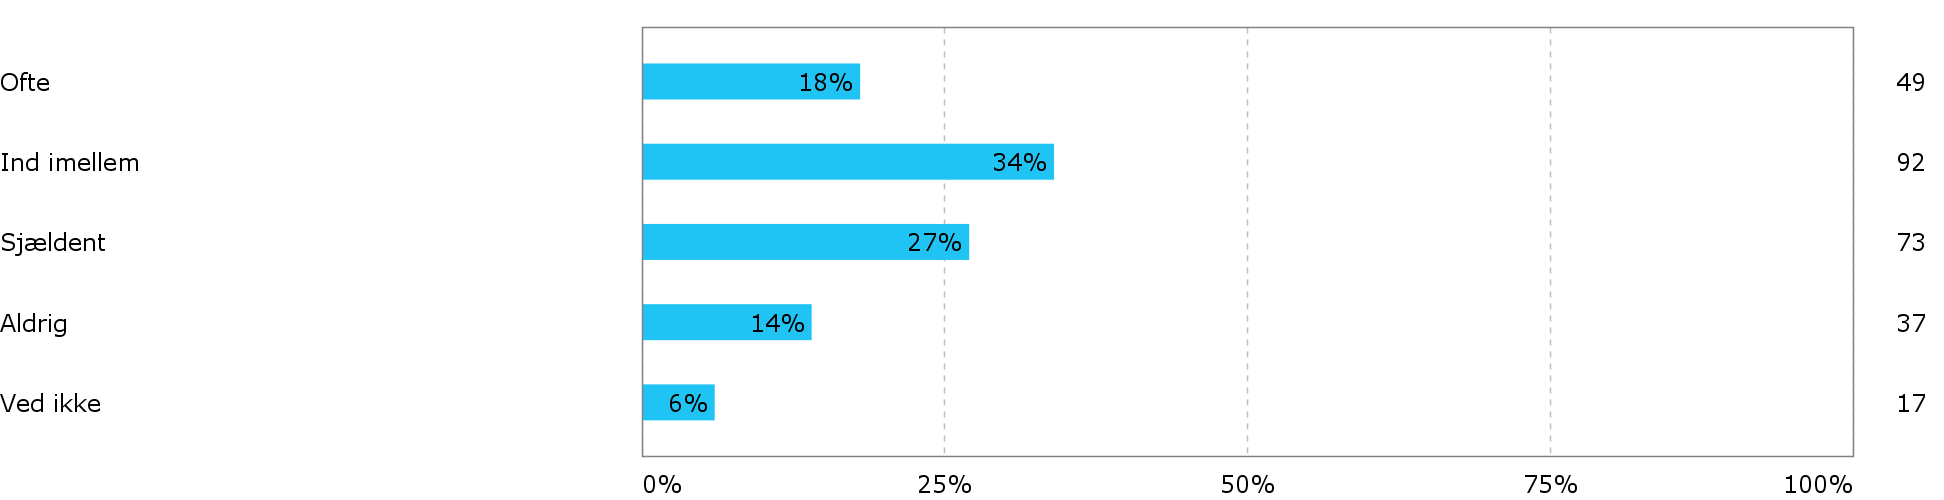 Ofte 18% 49
Ind imellem 34% 92
Sjældent 27% 73
Aldrig 14% 37
Ved ikke 6% 17
0% 25% 50% 75% 100%